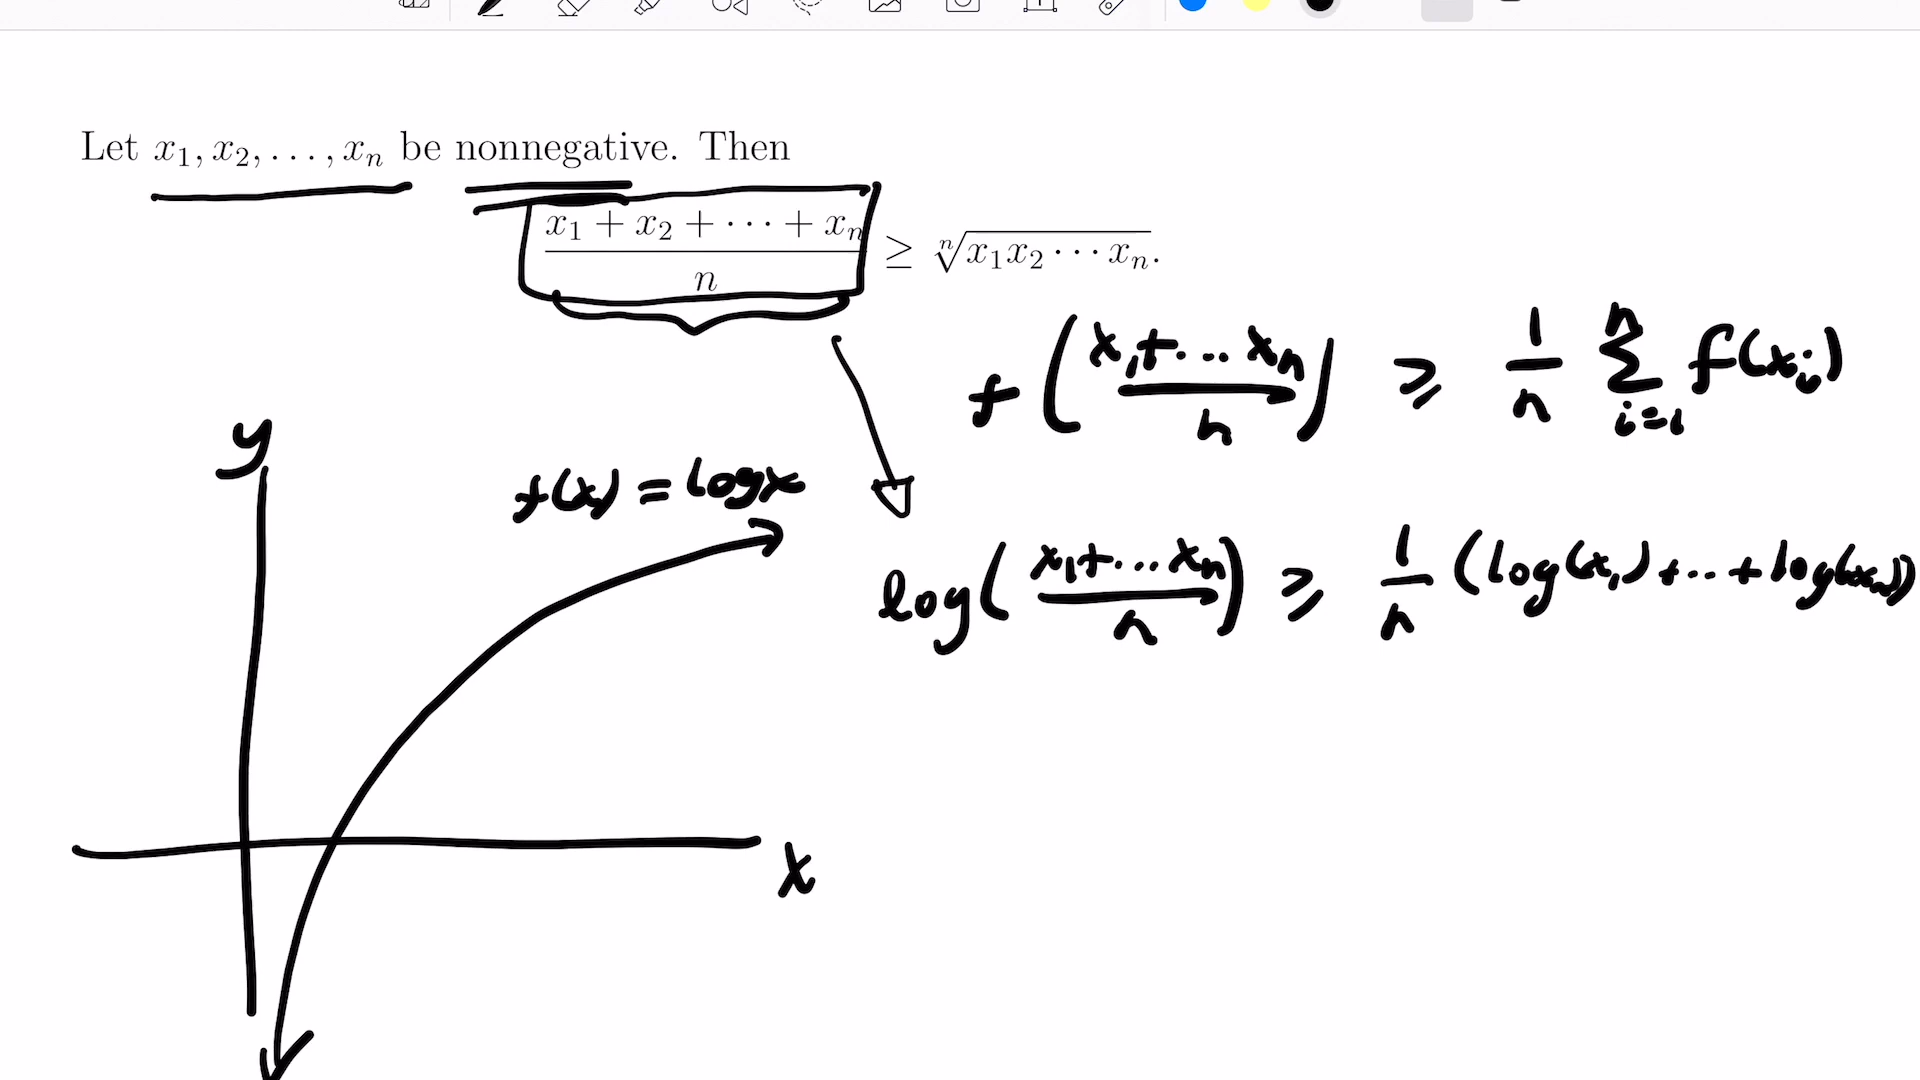 Let x₁, x₂, …, xₙ be nonnegative. Then
(x₁ + x₂ + ⋯ + xₙ)/n ≥ ⁿ√(x₁x₂⋯xₙ).
f((x₁+...xₙ)/n) ≥ 1/n ∑ᵢ₌₁ⁿ f(xᵢ)
y
f(x) = log x
log((x₁+...xₙ)/n) ≥ 1/n (log(x₁)+...+log(xₙ))
x